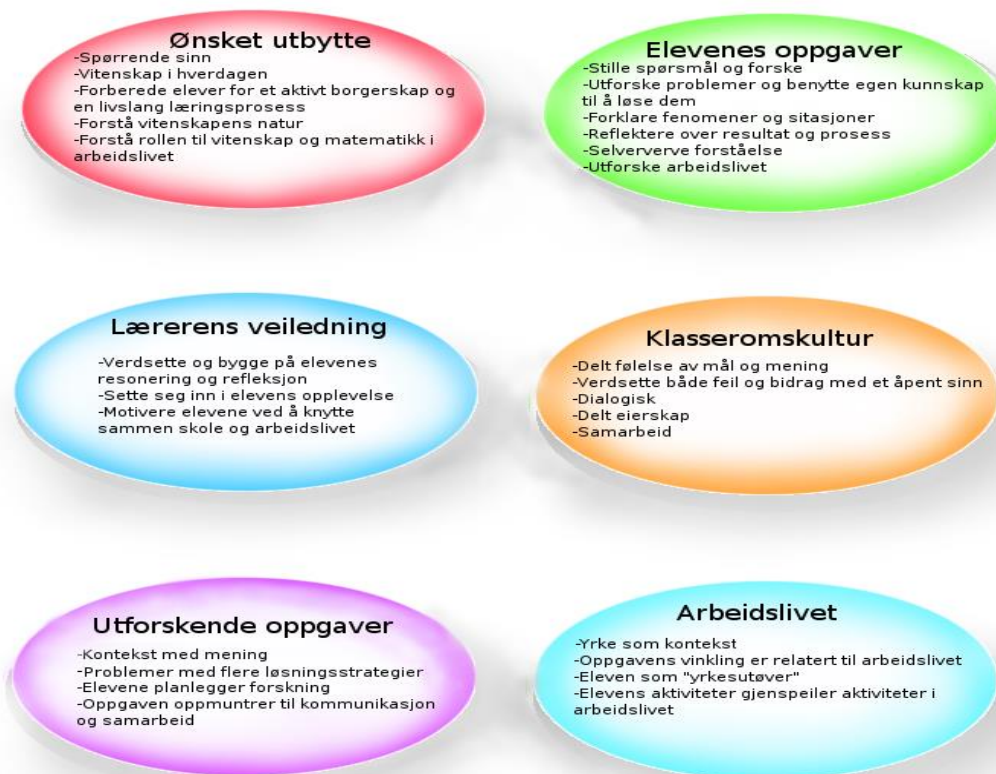 Ønsket utbytte
-Spørrende sinn
-Vitenskap i hverdagen
-Forberede elever for et aktivt borgerskap og
en livslang læringsprosess
-Forstå vitenskapens natur
-Forstå rollen til vitenskap og matematikk i
arbeidslivet
Elevenes oppgaver
-Stille spørsmål og forske
-Utforske problemer og benytte egen kunnskap
til å løse dem
-Forklare fenomener og sitasjoner
-Reflektere over resultat og prosess
-Selvererve forståelse
-Utforske arbeidslivet
Lærerens veiledning
-Verdsette og bygge på elevenes
resonering og refleksjon
-Sette seg inn i elevens opplevelse
-Motivere elevene ved å knytte
sammen skole og arbeidslivet
Klasseromskultur
-Delt følelse av mål og mening
-Verdsette både feil og bidrag med et åpent sinn
-Dialogisk
-Delt eierskap
-Samarbeid
Utforskende oppgaver
-Kontekst med mening
-Problemer med flere løsningsstrategier
-Elevene planlegger forskning
-Oppgaven oppmuntrer til kommunikasjon
og samarbeid
Arbeidslivet
-Yrke som kontekst
-Oppgavens vinkling er relatert til arbeidslivet
-Eleven som "yrkesutøver"
-Elevens aktiviteter gjenspeiler aktiviteter i
arbeidslivet